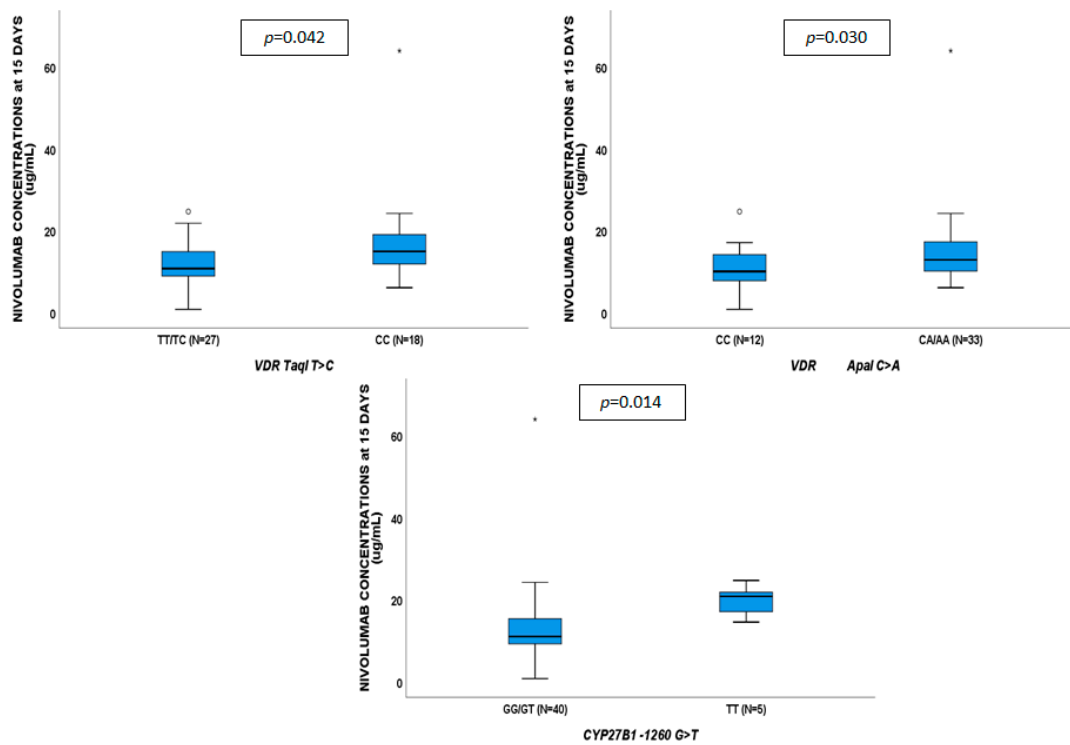 NIVOLUMAB CONCENTRATIONS at 15 DAYS
(ug/mL)
p=0.042
60
40
20
0
TT/TC (N=27)
CC (N=18)
VDR TaqI T>C
NIVOLUMAB CONCENTRATIONS at 15 DAYS
(ug/mL)
p=0.030
60
40
20
0
CC (N=12)
CA/AA (N=33)
VDR ApaI C>A
NIVOLUMAB CONCENTRATIONS at 15 DAYS
(ug/mL)
p=0.014
60
40
20
0
GG/GT (N=40)
TT (N=5)
CYP27B1 -1260 G>T